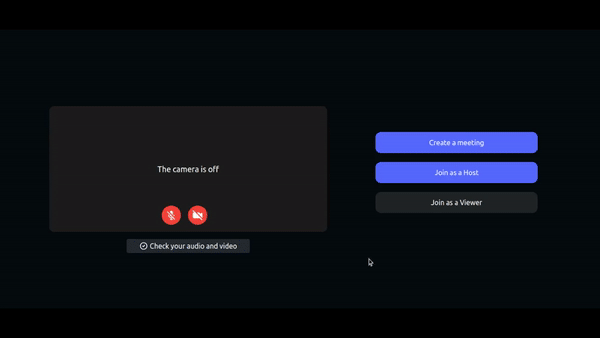 Create a meeting
The camera is off
Join as a Host
Join as a Viewer
Check your audio and video